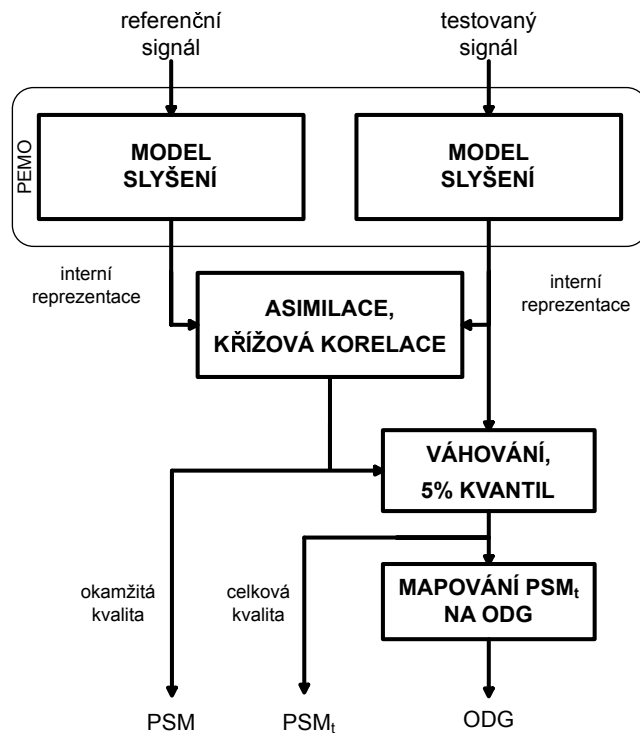 referenční
signál
testovaný
signál
PEMO
MODEL
SLYŠENÍ
MODEL
SLYŠENÍ
interní
reprezentace
interní
reprezentace
ASIMILACE,
KŘÍŽOVÁ KORELACE
VÁHOVÁNÍ,
5% KVANTIL
okamžitá
kvalita
celková
kvalita
MAPOVÁNÍ PSMt
NA ODG
PSM
PSMt
ODG